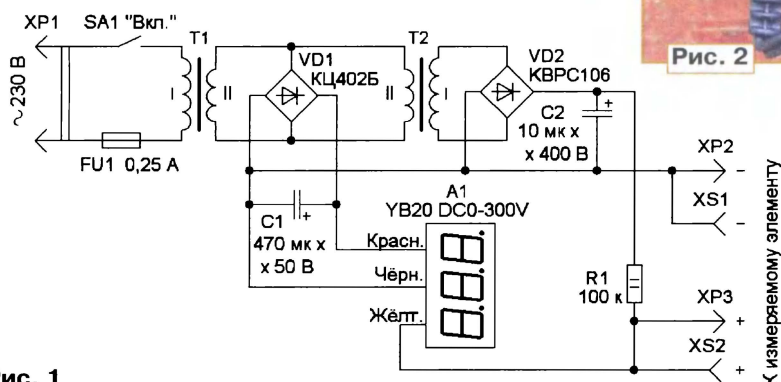 XP1
SA1 "Вкл."
T1
T2
Рис. 2
VD1
КЦ402Б
VD2
KBPC106
~230 В
I
II
II
I
+
C2
10 мк х
х 400 В
FU1 0,25 А
XP2
−
XS1
−
A1
YB20 DC0-300V
C1
+
470 мк х
х 50 В
Красн.
Чёрн.
Жёлт.
R1
100 к
XP3
+
XS2
+
К измеряемому элементу
Рис. 1